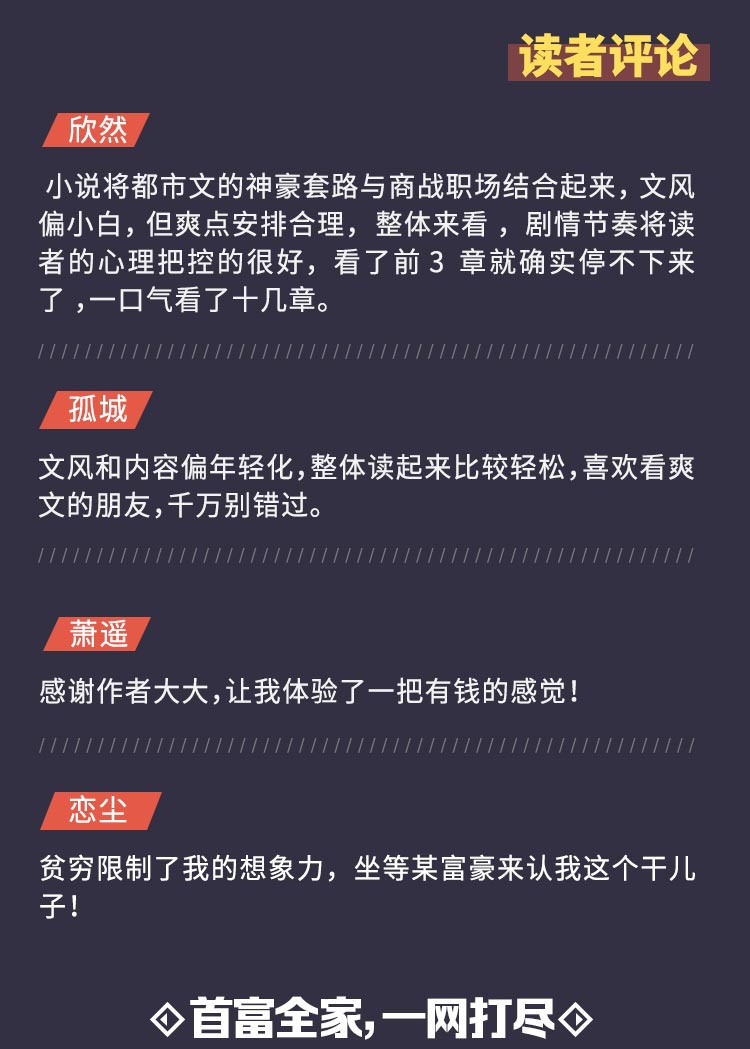 读者评论
欣然
小说将都市文的神豪套路与商战职场结合起来，文风
偏小白，但爽点安排合理，整体来看，剧情节奏将读
者的心理把控的很好，看了前 3 章就确实停不下来
了，一口气看了十几章。
孤城
文风和内容偏年轻化，整体读起来比较轻松，喜欢看爽
文的朋友，千万别错过。
萧遥
感谢作者大大，让我体验了一把有钱的感觉！
恋尘
贫穷限制了我的想象力，坐等某富豪来认我这个干儿
子！
首富全家，一网打尽